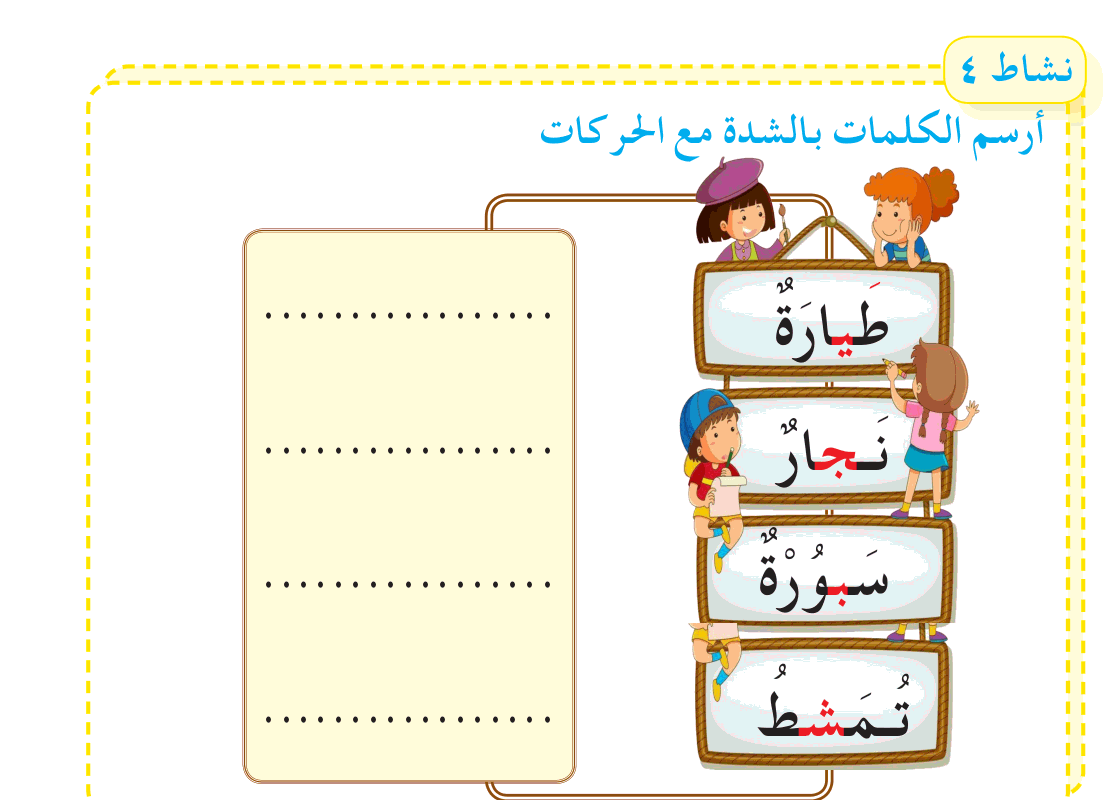 نشاط ٤
أرسم الكلمات بالشدة مع الحركات
طَيارَةٌ
نَجارٌ
سَبُورْةٌ
تُمَشطُ